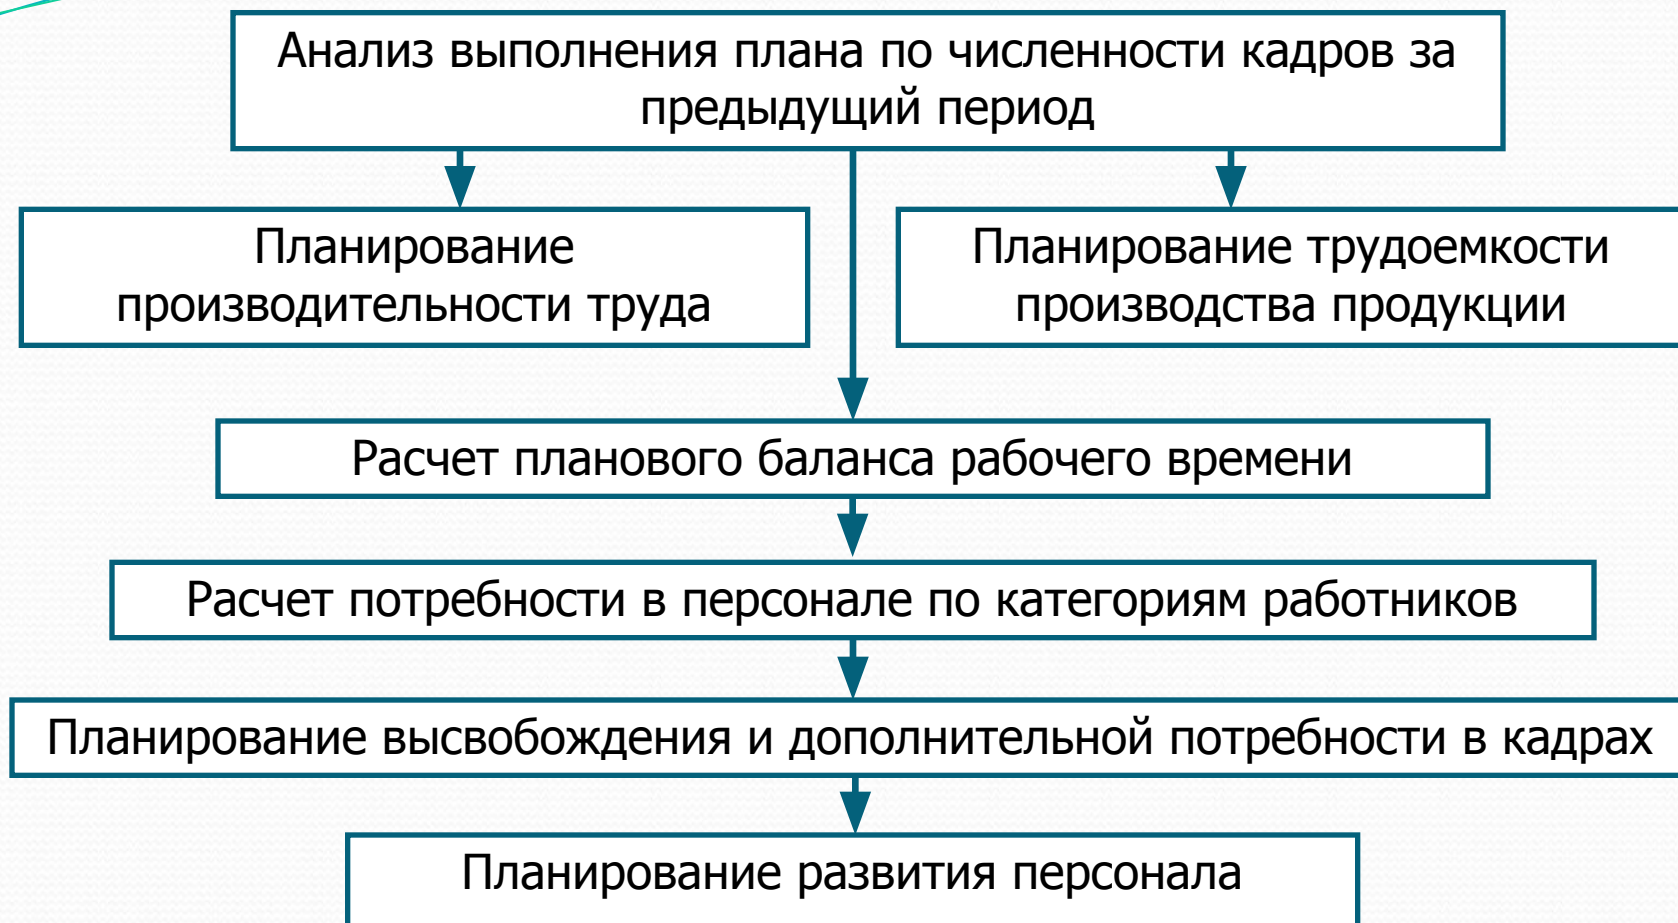 Анализ выполнения плана по численности кадров за
предыдущий период
Планирование
производительности труда
Планирование трудоемкости
производства продукции
Расчет планового баланса рабочего времени
Расчет потребности в персонале по категориям работников
Планирование высвобождения и дополнительной потребности в кадрах
Планирование развития персонала